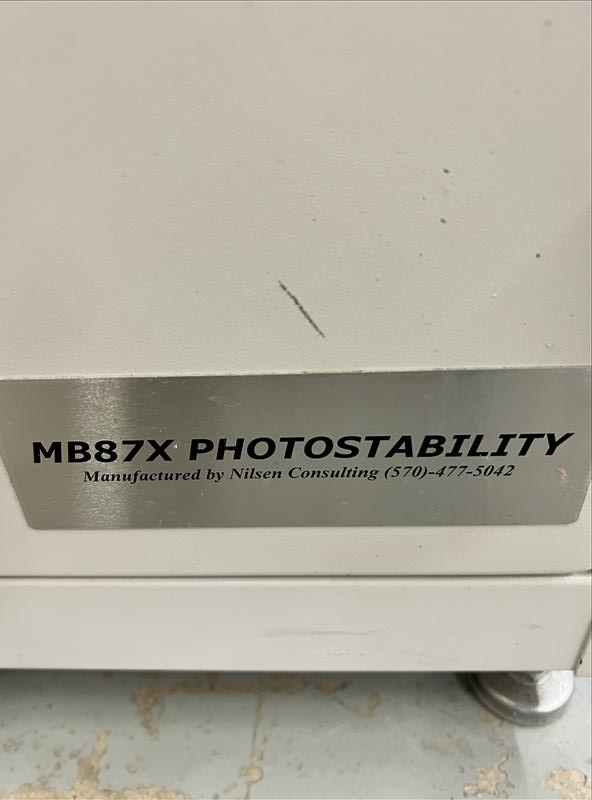 MB87X PHOTOSTABILITY
Manufactured by Nilsen Consulting (570)-477-5042